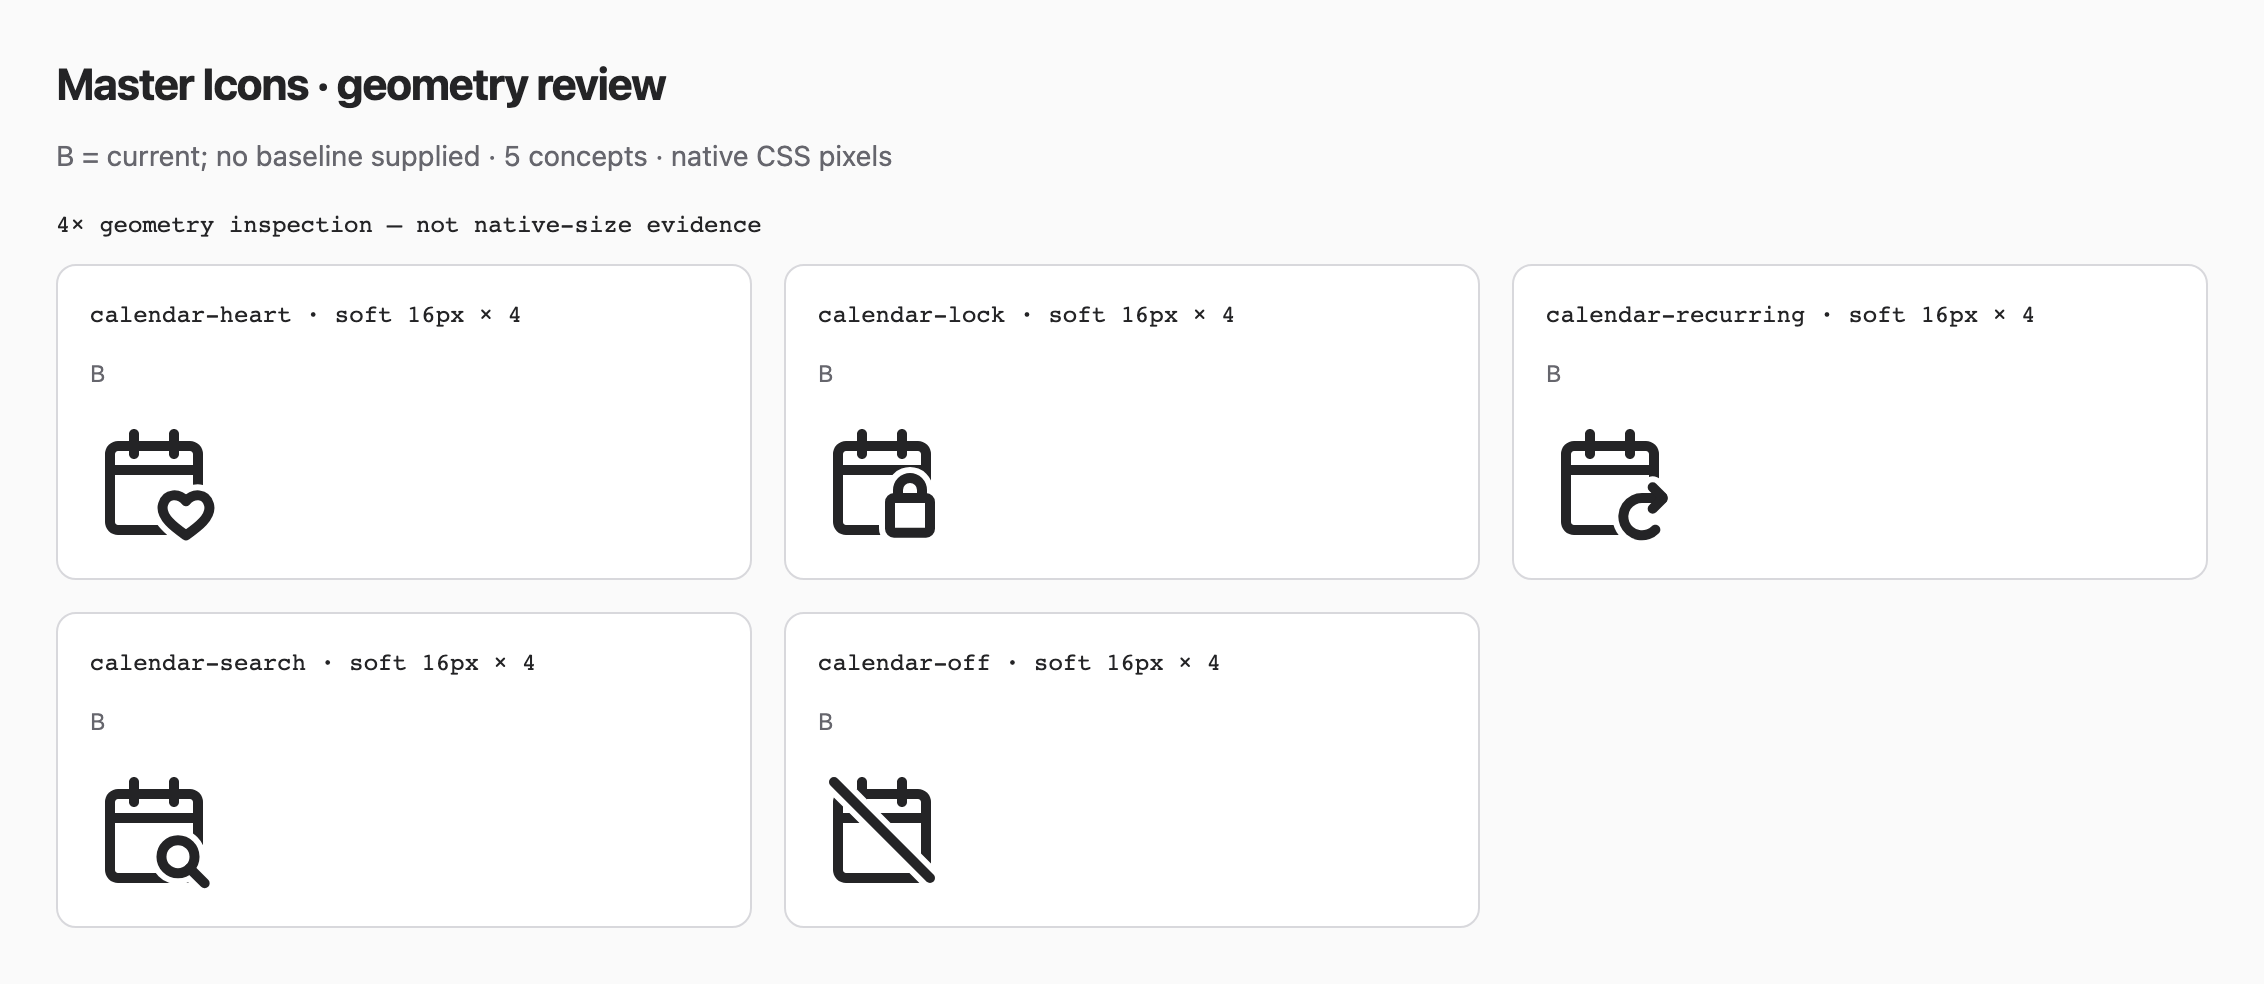 Master Icons · geometry review
B = current; no baseline supplied · 5 concepts · native CSS pixels
4× geometry inspection — not native-size evidence
calendar-heart · soft 16px × 4
B
calendar-lock · soft 16px × 4
B
calendar-recurring · soft 16px × 4
B
calendar-search · soft 16px × 4
B
calendar-off · soft 16px × 4
B